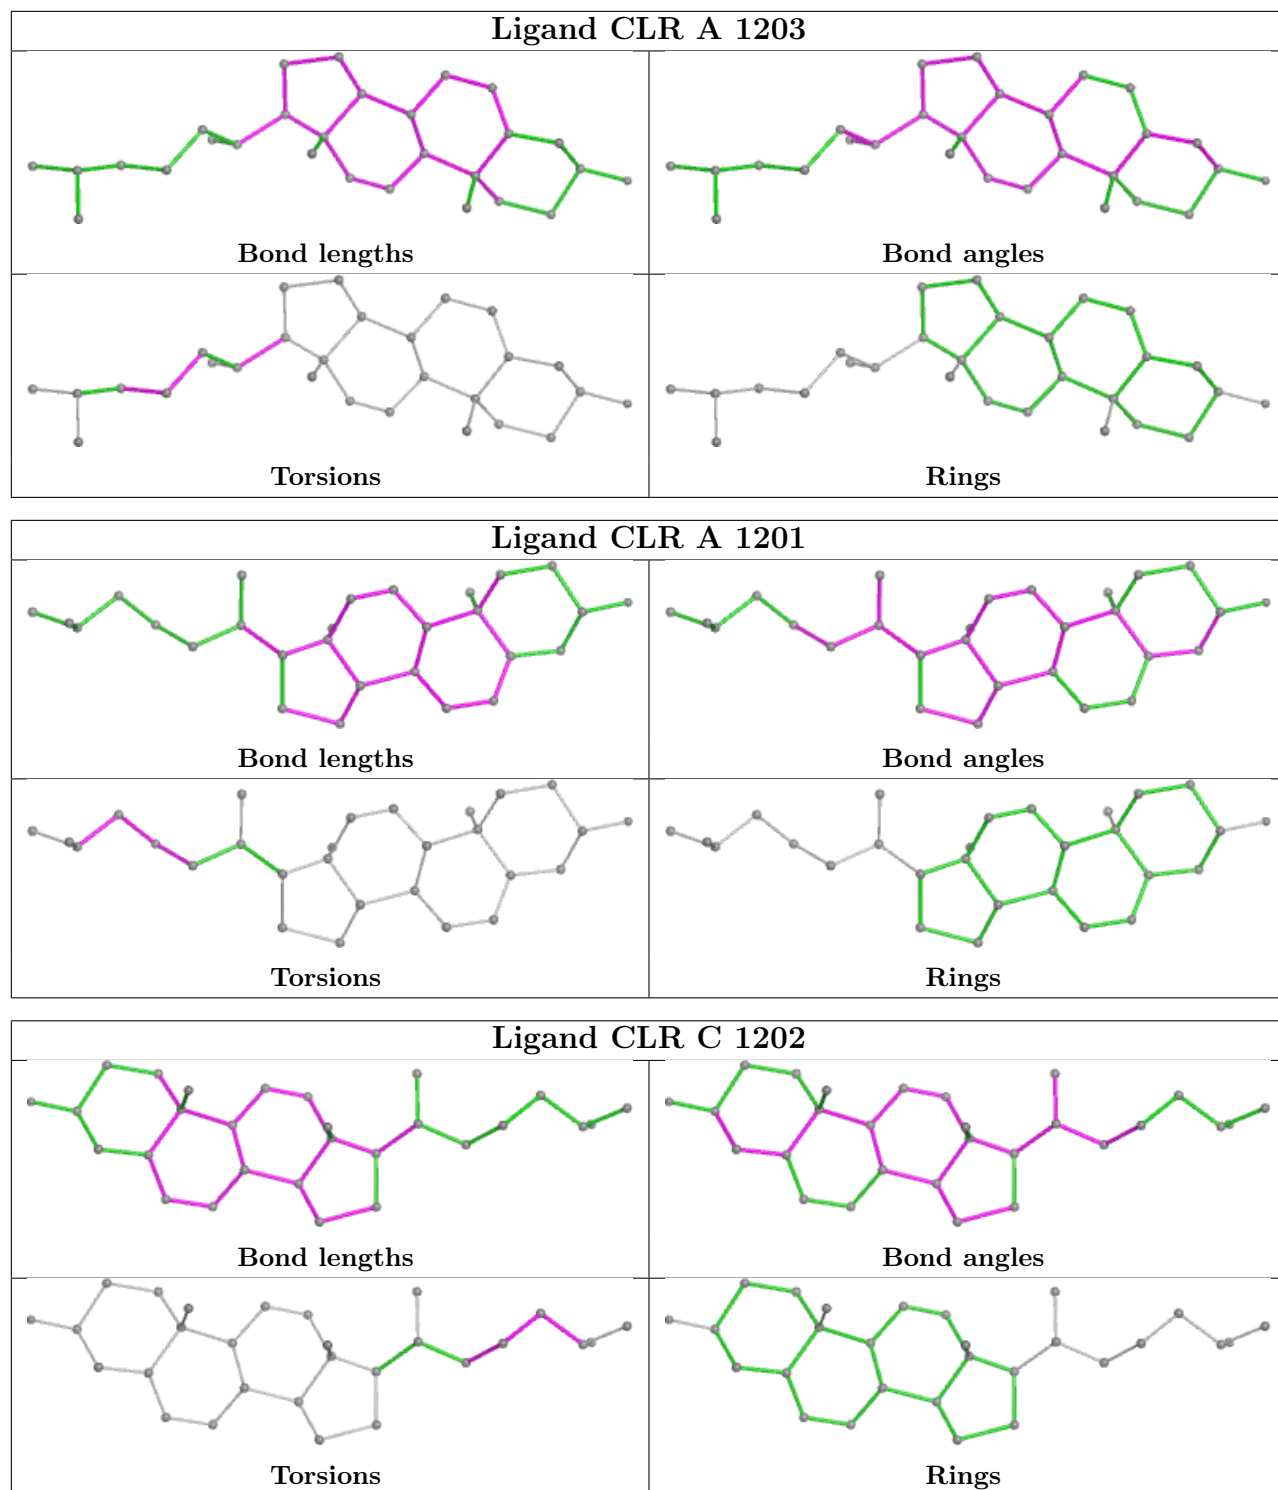 Ligand CLR A 1203
Bond lengths
Bond angles
Torsions
Rings
Ligand CLR A 1201
Bond lengths
Bond angles
Torsions
Rings
Ligand CLR C 1202
Bond lengths
Bond angles
Torsions
Rings